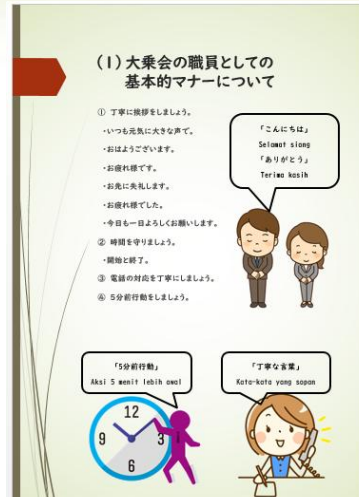 (1)大乗会の職員としての
基本的マナーについて
① 丁寧に挨拶をしましょう。
・いつも元気に大きな声で。
・おはようございます。
・お疲れ様です。
・お先に失礼します。
・お疲れ様でした。
・今日も一日よろしくお願いします。
② 時間を守りましょう。
・開始と終了。
③ 電話の対応を丁寧にしましょう。
④ 5分前行動をしましょう。
「こんにちは」
Selamat siang
「ありがとう」
Terima kasih
「5分前行動」
Aksi 5 menit lebih awal
12
9
3
6
「丁寧な言葉」
Kata-kata yang sopan